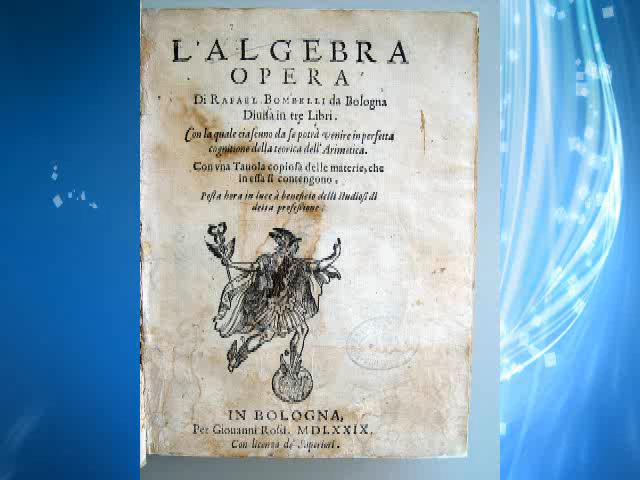 L'ALGEBRA
OPERA
Di RAFAEL BOMBELLI da Bologna
Diuisa in tre Libri.
Con la quale ciascuno da se potrà venire in perfetta
cognitione della teorica dell'Arimetica.
Con vna Tauola copiosa delle materie, che
in essa si contengono.
Posta hora in luce à beneficio delli studiosi di
detta professione.
IN BOLOGNA,
Per Giouanni Rossi. MDLXXIX.
Con licenza de' Superiori.